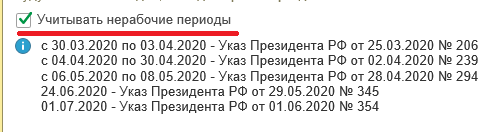 Учитывать нерабочие периоды
с 30.03.2020 по 03.04.2020 - Указ Президента РФ от 25.03.2020 № 206
с 04.04.2020 по 30.04.2020 - Указ Президента РФ от 02.04.2020 № 239
с 06.05.2020 по 08.05.2020 - Указ Президента РФ от 28.04.2020 № 294
24.06.2020 - Указ Президента РФ от 29.05.2020 № 345
01.07.2020 - Указ Президента РФ от 01.06.2020 № 354